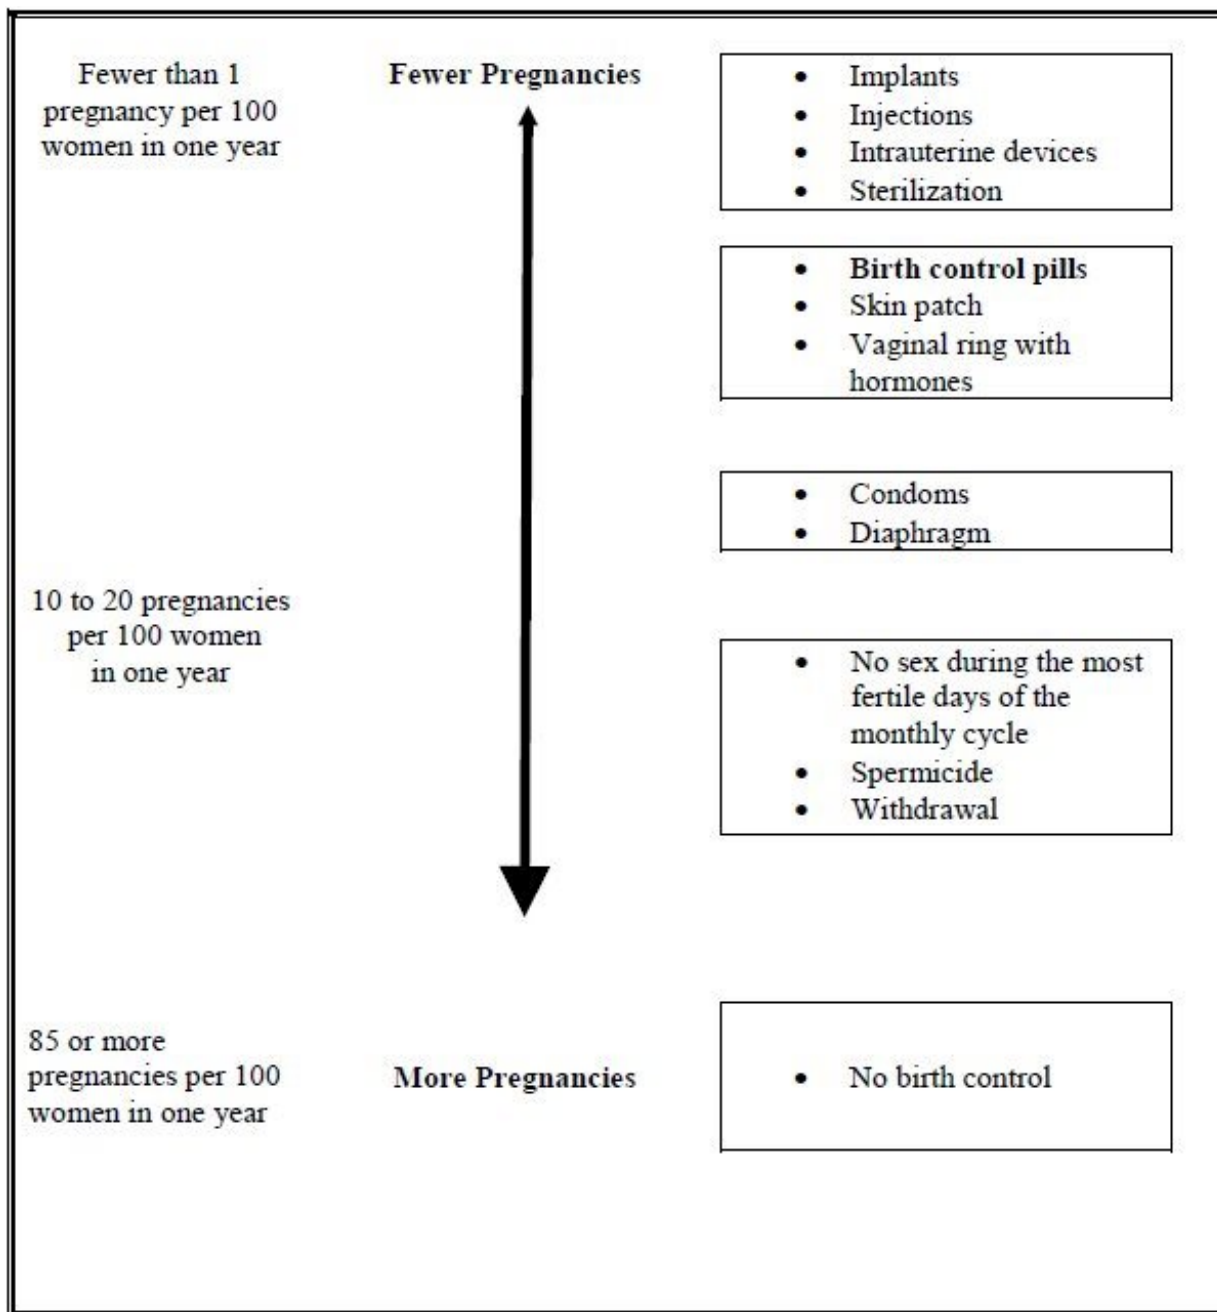 Fewer than 1
pregnancy per 100
women in one year
Fewer Pregnancies
• Implants
• Injections
• Intrauterine devices
• Sterilization
• Birth control pills
• Skin patch
• Vaginal ring with
hormones
• Condoms
• Diaphragm
10 to 20 pregnancies
per 100 women
in one year
• No sex during the most
fertile days of the
monthly cycle
• Spermicide
• Withdrawal
85 or more
pregnancies per 100
women in one year
More Pregnancies
• No birth control